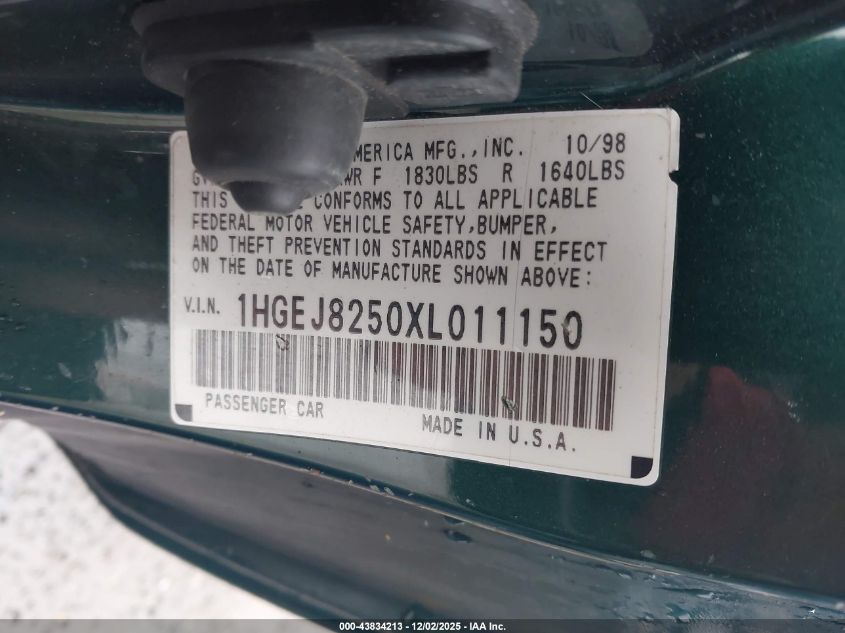 MERICA MFG.,INC. 10/98
WR F 1830LBS R 1640LBS
THIS CONFORMS TO ALL APPLICABLE
FEDERAL MOTOR VEHICLE SAFETY,BUMPER,
AND THEFT PREVENTION STANDARDS IN EFFECT
ON THE DATE OF MANUFACTURE SHOWN ABOVE:
V.I.N. 1HGEJ8250XL011150
PASSENGER CAR
MADE IN U.S.A.
000-43834213 - 12/02/2025 - IAA Inc.